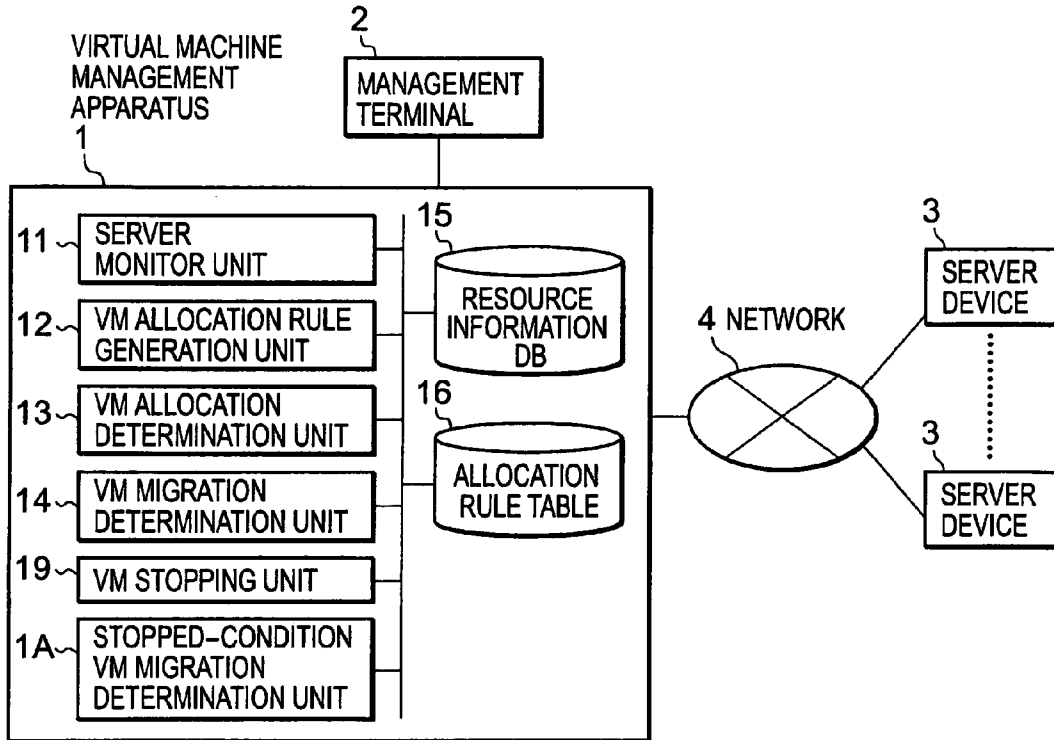 VIRTUAL MACHINE
MANAGEMENT
APPARATUS
1
2
MANAGEMENT
TERMINAL
11
SERVER
MONITOR UNIT
12
VM ALLOCATION RULE
GENERATION UNIT
13
VM ALLOCATION
DETERMINATION UNIT
14
VM MIGRATION
DETERMINATION UNIT
19
VM STOPPING UNIT
1A
STOPPED-CONDITION
VM MIGRATION
DETERMINATION UNIT
15
RESOURCE
INFORMATION
DB
16
ALLOCATION
RULE TABLE
4 NETWORK
3
SERVER
DEVICE
3
SERVER
DEVICE